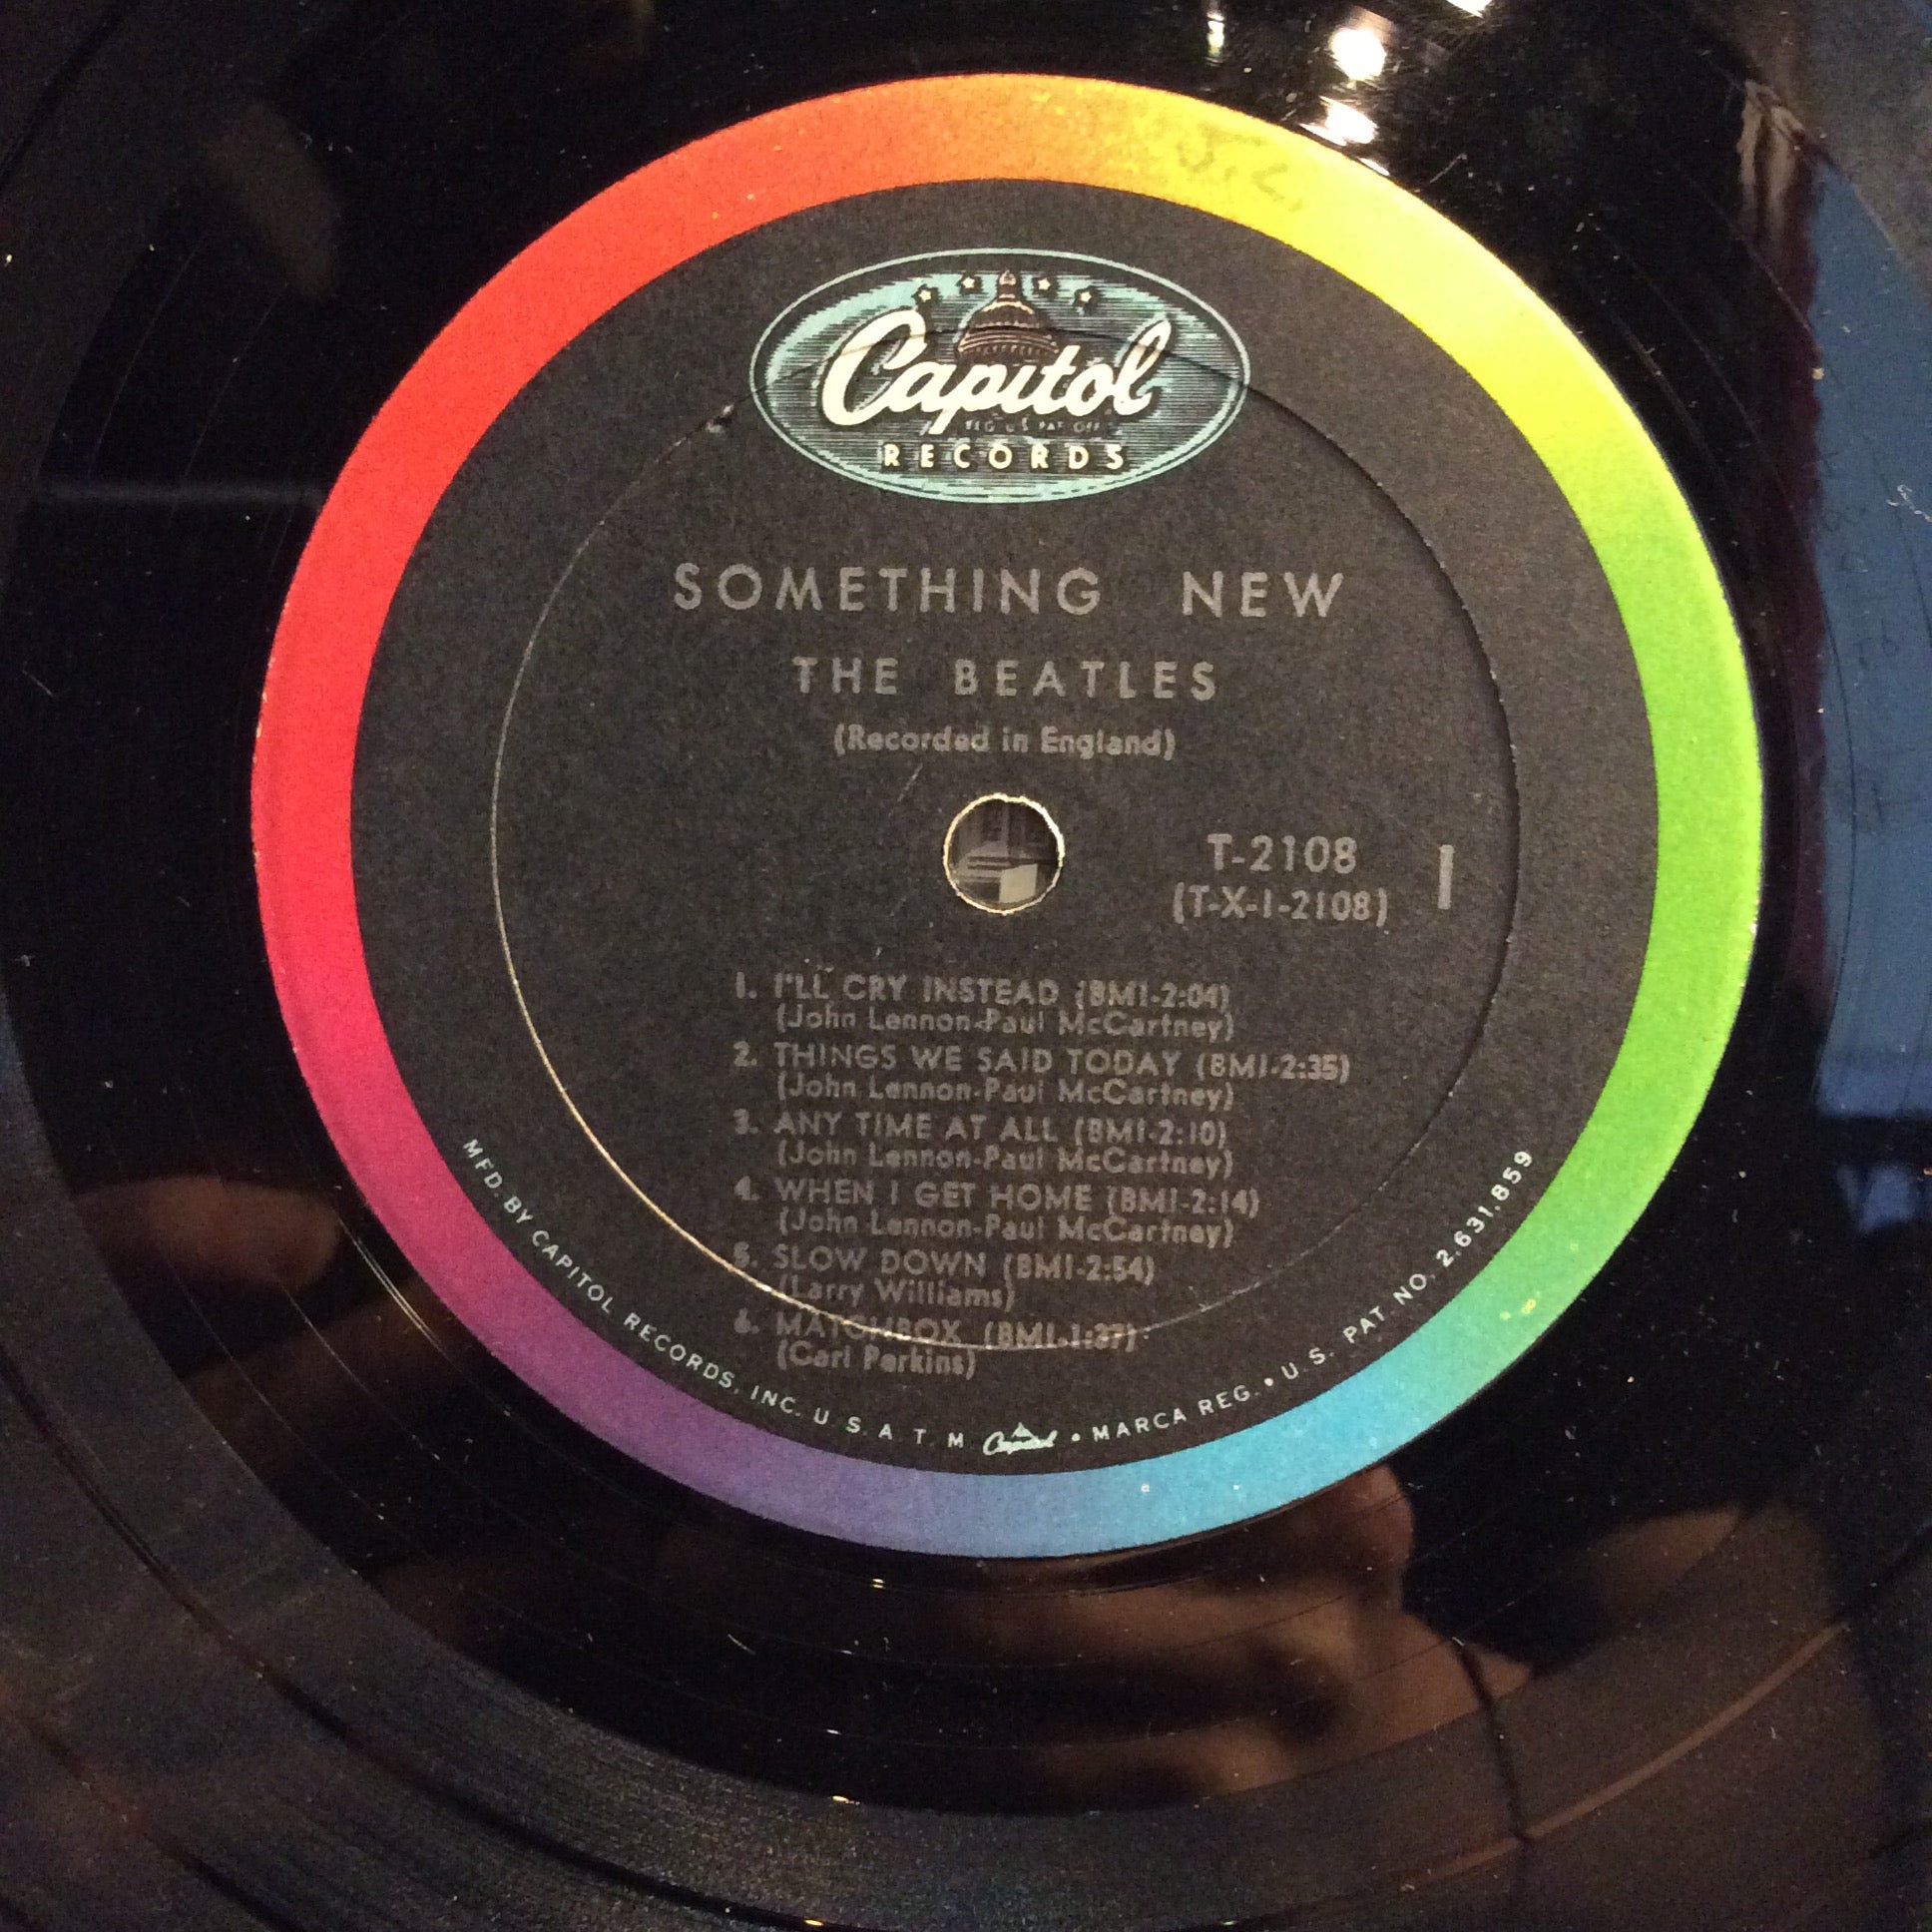 Capitol
REG. U.S. PAT. OFF.
RECORDS
SOMETHING NEW
THE BEATLES
(Recorded in England)
T-2108
(T-X-1-2108)
1
1. I'LL CRY INSTEAD (BMI-2:04)
(John Lennon-Paul McCartney)
2. THINGS WE SAID TODAY (BMI-2:35)
(John Lennon-Paul McCartney)
3. ANY TIME AT ALL (BMI-2:10)
(John Lennon-Paul McCartney)
4. WHEN I GET HOME (BMI-2:14)
(John Lennon-Paul McCartney)
5. SLOW DOWN (BMI-2:54)
(Larry Williams)
6. MATCHBOX (BMI-1:37)
(Carl Perkins)
MFD. BY CAPITOL RECORDS, INC. U S A T M Capitol • MARCA REG. • U.S. PAT. NO. 2,631,859